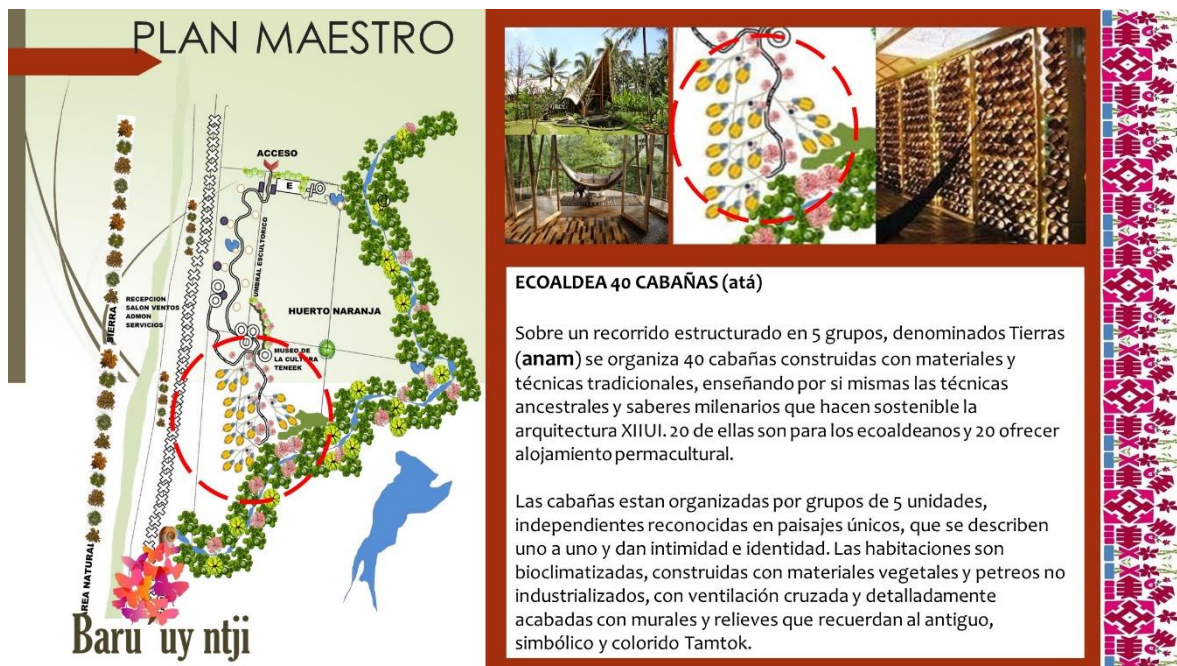 PLAN MAESTRO
ACCESO
E
UMBRAL ESCULTORICO
RECEPCION
SALON VENTOS
ADMON
SERVICIOS
SIERRA
HUERTO NARANJA
MUSEO DE
LA CULTURA
TENEEK
ÁREA NATURAL
Baru uy ntji
ECOALDEA 40 CABAÑAS (atá)
Sobre un recorrido estructurado en 5 grupos, denominados Tierras
(anam) se organiza 40 cabañas construidas con materiales y
técnicas tradicionales, enseñando por si mismas las técnicas
ancestrales y saberes milenarios que hacen sostenible la
arquitectura XIIUI. 20 de ellas son para los ecoaldeanos y 20 ofrecer
alojamiento permacultural.
Las cabañas estan organizadas por grupos de 5 unidades,
independientes reconocidas en paisajes únicos, que se describen
uno a uno y dan intimidad e identidad. Las habitaciones son
bioclimatizadas, construidas con materiales vegetales y petreos no
industrializados, con ventilación cruzada y detalladamente
acabadas con murales y relieves que recuerdan al antiguo,
simbólico y colorido Tamtok.